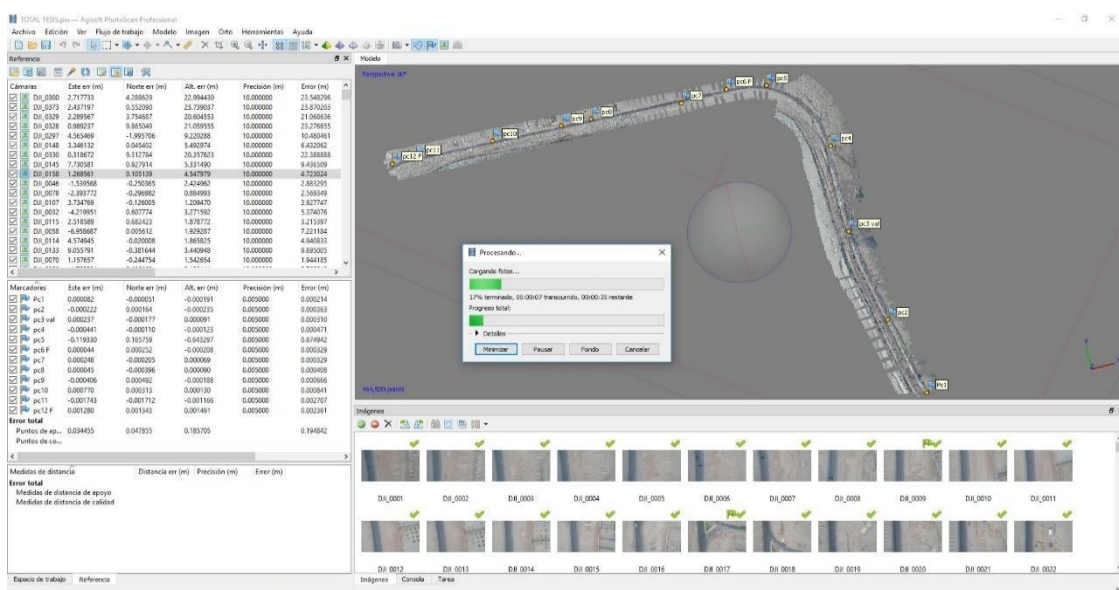 TOTAL TESIS.psx — Agisoft PhotoScan Professional
Archivo Edición Ver Flujo de trabajo Modelo Imagen Orto Herramientas Ayuda
Referencia
Cámaras Este err (m) Norte err (m) Alt. err (m) Precisión (m) Error (m)
DJI_0300 2.717733 4.288629 22.994430 10.000000 23.548296
DJI_0373 2.437197 0.552090 23.739037 10.000000 23.870203
DJI_0329 2.289567 3.754687 20.604553 10.000000 21.068636
DJI_0328 0.989237 9.865049 21.059555 10.000000 23.276655
DJI_0297 4.565469 -1.995706 9.220288 10.000000 10.480461
DJI_0148 3.346132 0.045402 5.492974 10.000000 6.432062
DJI_0330 0.318672 9.312784 20.357623 10.000000 22.388888
DJI_0145 7.730581 0.927914 5.331490 10.000000 9.436509
DJI_0158 1.269561 0.105139 4.547979 10.000000 4.723024
DJI_0046 -1.539568 -0.250365 2.424962 10.000000 2.883295
DJI_0078 -2.393772 -0.296982 0.884993 10.000000 2.569349
DJI_0107 3.734769 -0.126005 1.209470 10.000000 3.927747
DJI_0032 -4.219951 0.607774 3.271592 10.000000 5.374076
DJI_0115 2.518589 0.682423 1.878772 10.000000 3.215397
DJI_0058 -6.958687 0.005612 1.929287 10.000000 7.221184
DJI_0114 4.574945 -0.020008 1.865825 10.000000 4.940833
DJI_0133 9.055791 -0.381644 3.440948 10.000000 9.695005
DJI_0070 1.157657 -0.244754 1.542654 10.000000 1.944185
Marcadores Este err (m) Norte err (m) Alt. err (m) Precisión (m) Error (m)
Pc1 0.000082 -0.000051 -0.000191 0.005000 0.000214
pc2 -0.000222 0.000164 -0.000235 0.005000 0.000363
pc3 val 0.000237 -0.000177 0.000091 0.005000 0.000310
pc4 -0.000441 -0.000110 -0.000123 0.005000 0.000471
pc5 -0.119330 0.165759 -0.643297 0.005000 0.674942
pc6 F 0.000044 0.000252 -0.000208 0.005000 0.000329
pc7 0.000248 -0.000205 0.000069 0.005000 0.000329
pc8 0.000045 -0.000396 0.000090 0.005000 0.000408
pc9 -0.000406 0.000492 -0.000188 0.005000 0.000666
pc10 0.000770 0.000313 0.000130 0.005000 0.000841
pc11 -0.001743 -0.001712 -0.001166 0.005000 0.002707
pc12 F 0.001280 0.001343 0.001461 0.005000 0.002361
Error total
Puntos de ap... 0.034455 0.047855 0.185705 0.194842
Puntos de co...
Medidas de distancia Distancia err (m) Precisión (m) Error (m)
Error total
Medidas de distancia de apoyo
Medidas de distancia de calidad
Espacio de trabajo Referencia
Modelo
Perspective 30°
pc5
pc6 F
pc7
pc8
pc9
pc10
pc11
pc12 F
pc4
pc3 val
pc2
Pc1
Procesando...
Cargando fotos...
17% terminado, 00:00:07 transcurrido, 00:00:35 restante
Progreso total:
Detalles
Minimizar Pausar Fondo Cancelar
Imágenes
DJI_0001 DJI_0002 DJI_0003 DJI_0004 DJI_0005 DJI_0006 DJI_0007 DJI_0008 DJI_0009 DJI_0010 DJI_0011
DJI_0012 DJI_0013 DJI_0014 DJI_0015 DJI_0016 DJI_0017 DJI_0018 DJI_0019 DJI_0020 DJI_0021 DJI_0022
Imágenes Consola Tarea